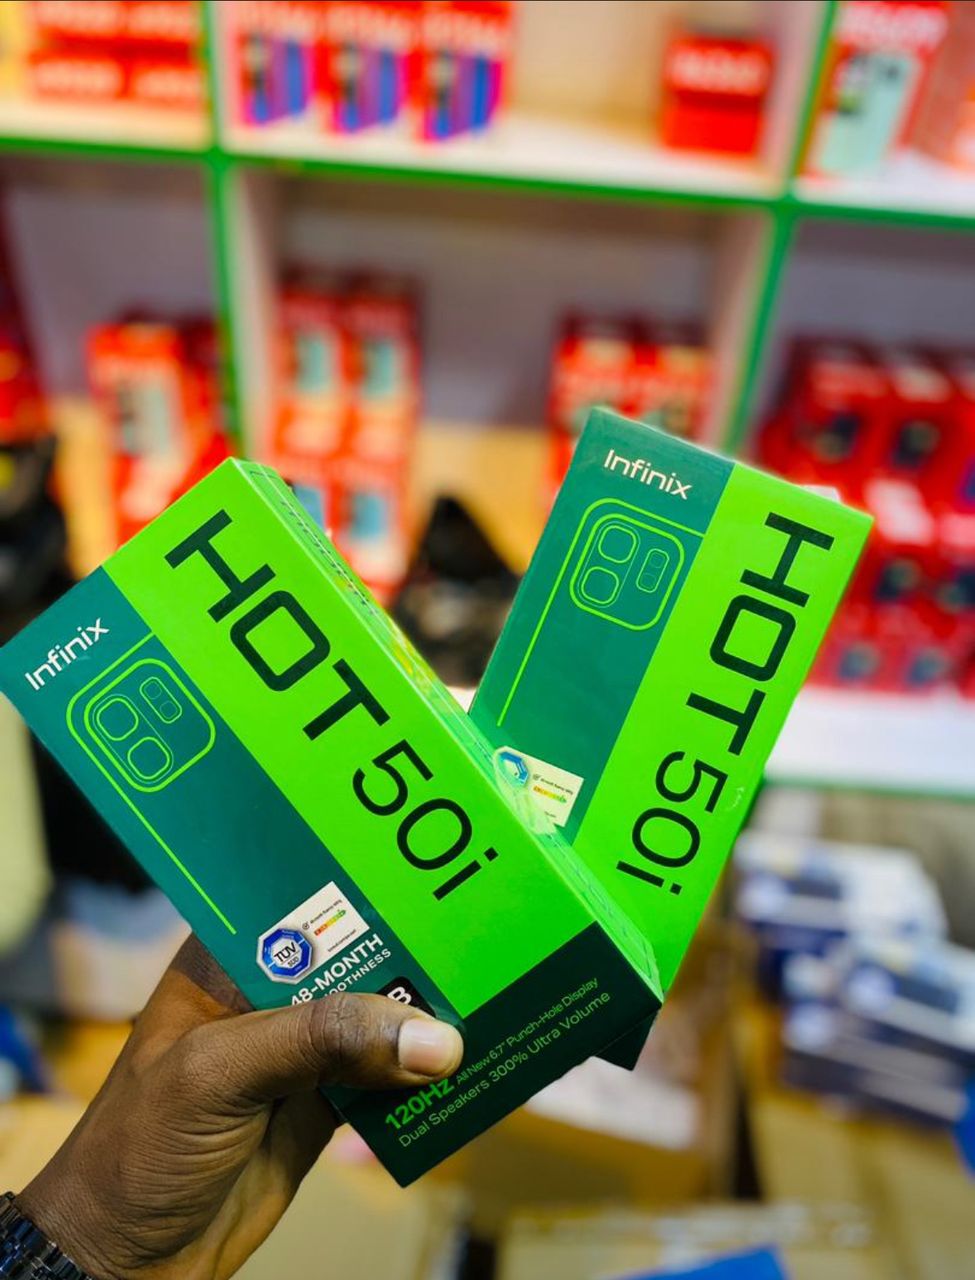 Infinix
HOT 50i
TÜV
SÜD
48-MONTH
120Hz All New 6.7" Punch-Hole Display
Dual Speakers 300% Ultra Volume
Infinix
HOT 50i